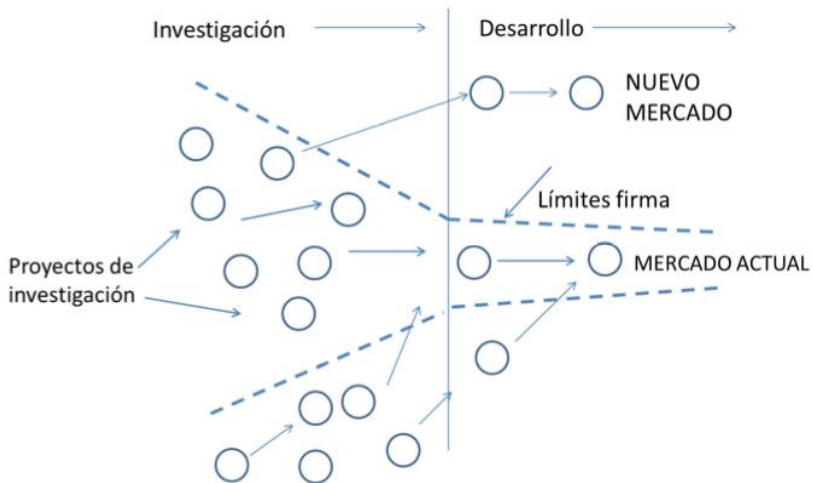 Investigación
Desarrollo
NUEVO
MERCADO
Límites firma
MERCADO ACTUAL
Proyectos de
investigación